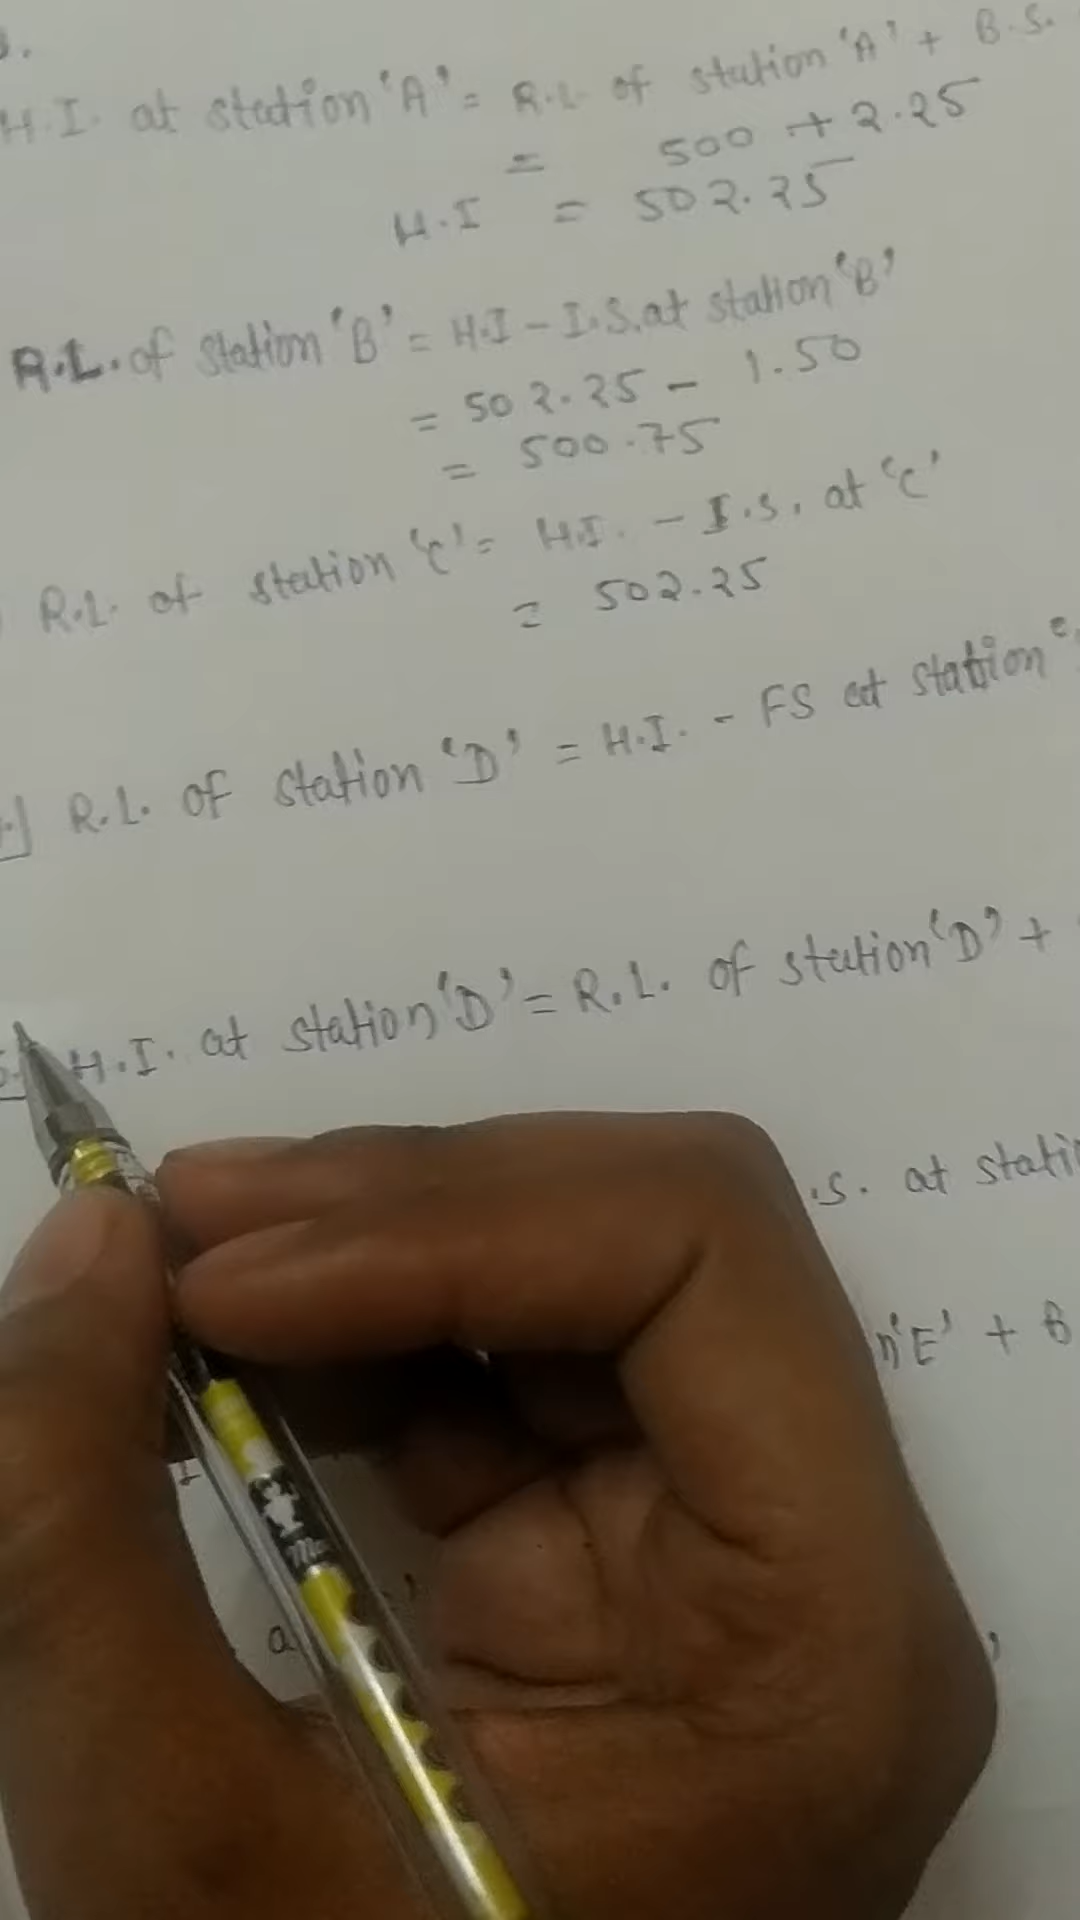 H.I. at station 'A' = R.L. of station 'A' + B.S.
= 500 + 2.25
H.I = 502.25
R.L. of station 'B' = H.I - I.S. at station 'B'
= 502.25 - 1.50
= 500.75
R.L. of station 'C' = H.I. - I.S. at 'C'
= 502.25
R.L. of station 'D' = H.I. - FS at station
H.I. at station 'D' = R.L. of station 'D' +
.S. at stati
n 'E' + B
a